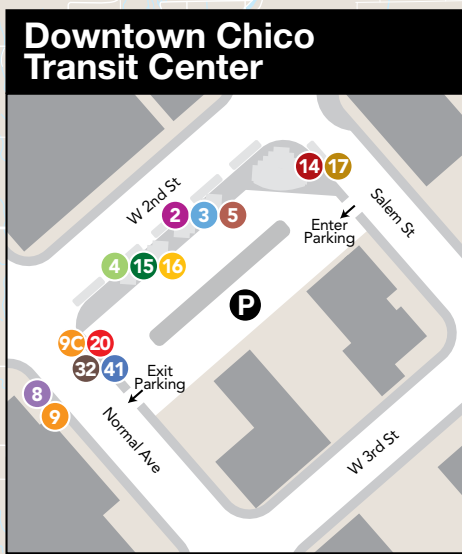 Downtown Chico
Transit Center
W 2nd St
14 17
Salem St
2 3 5
Enter
Parking
4 15 16
P
9C 20
32 41
Exit
Parking
8
9
Normal Ave
W 3rd St